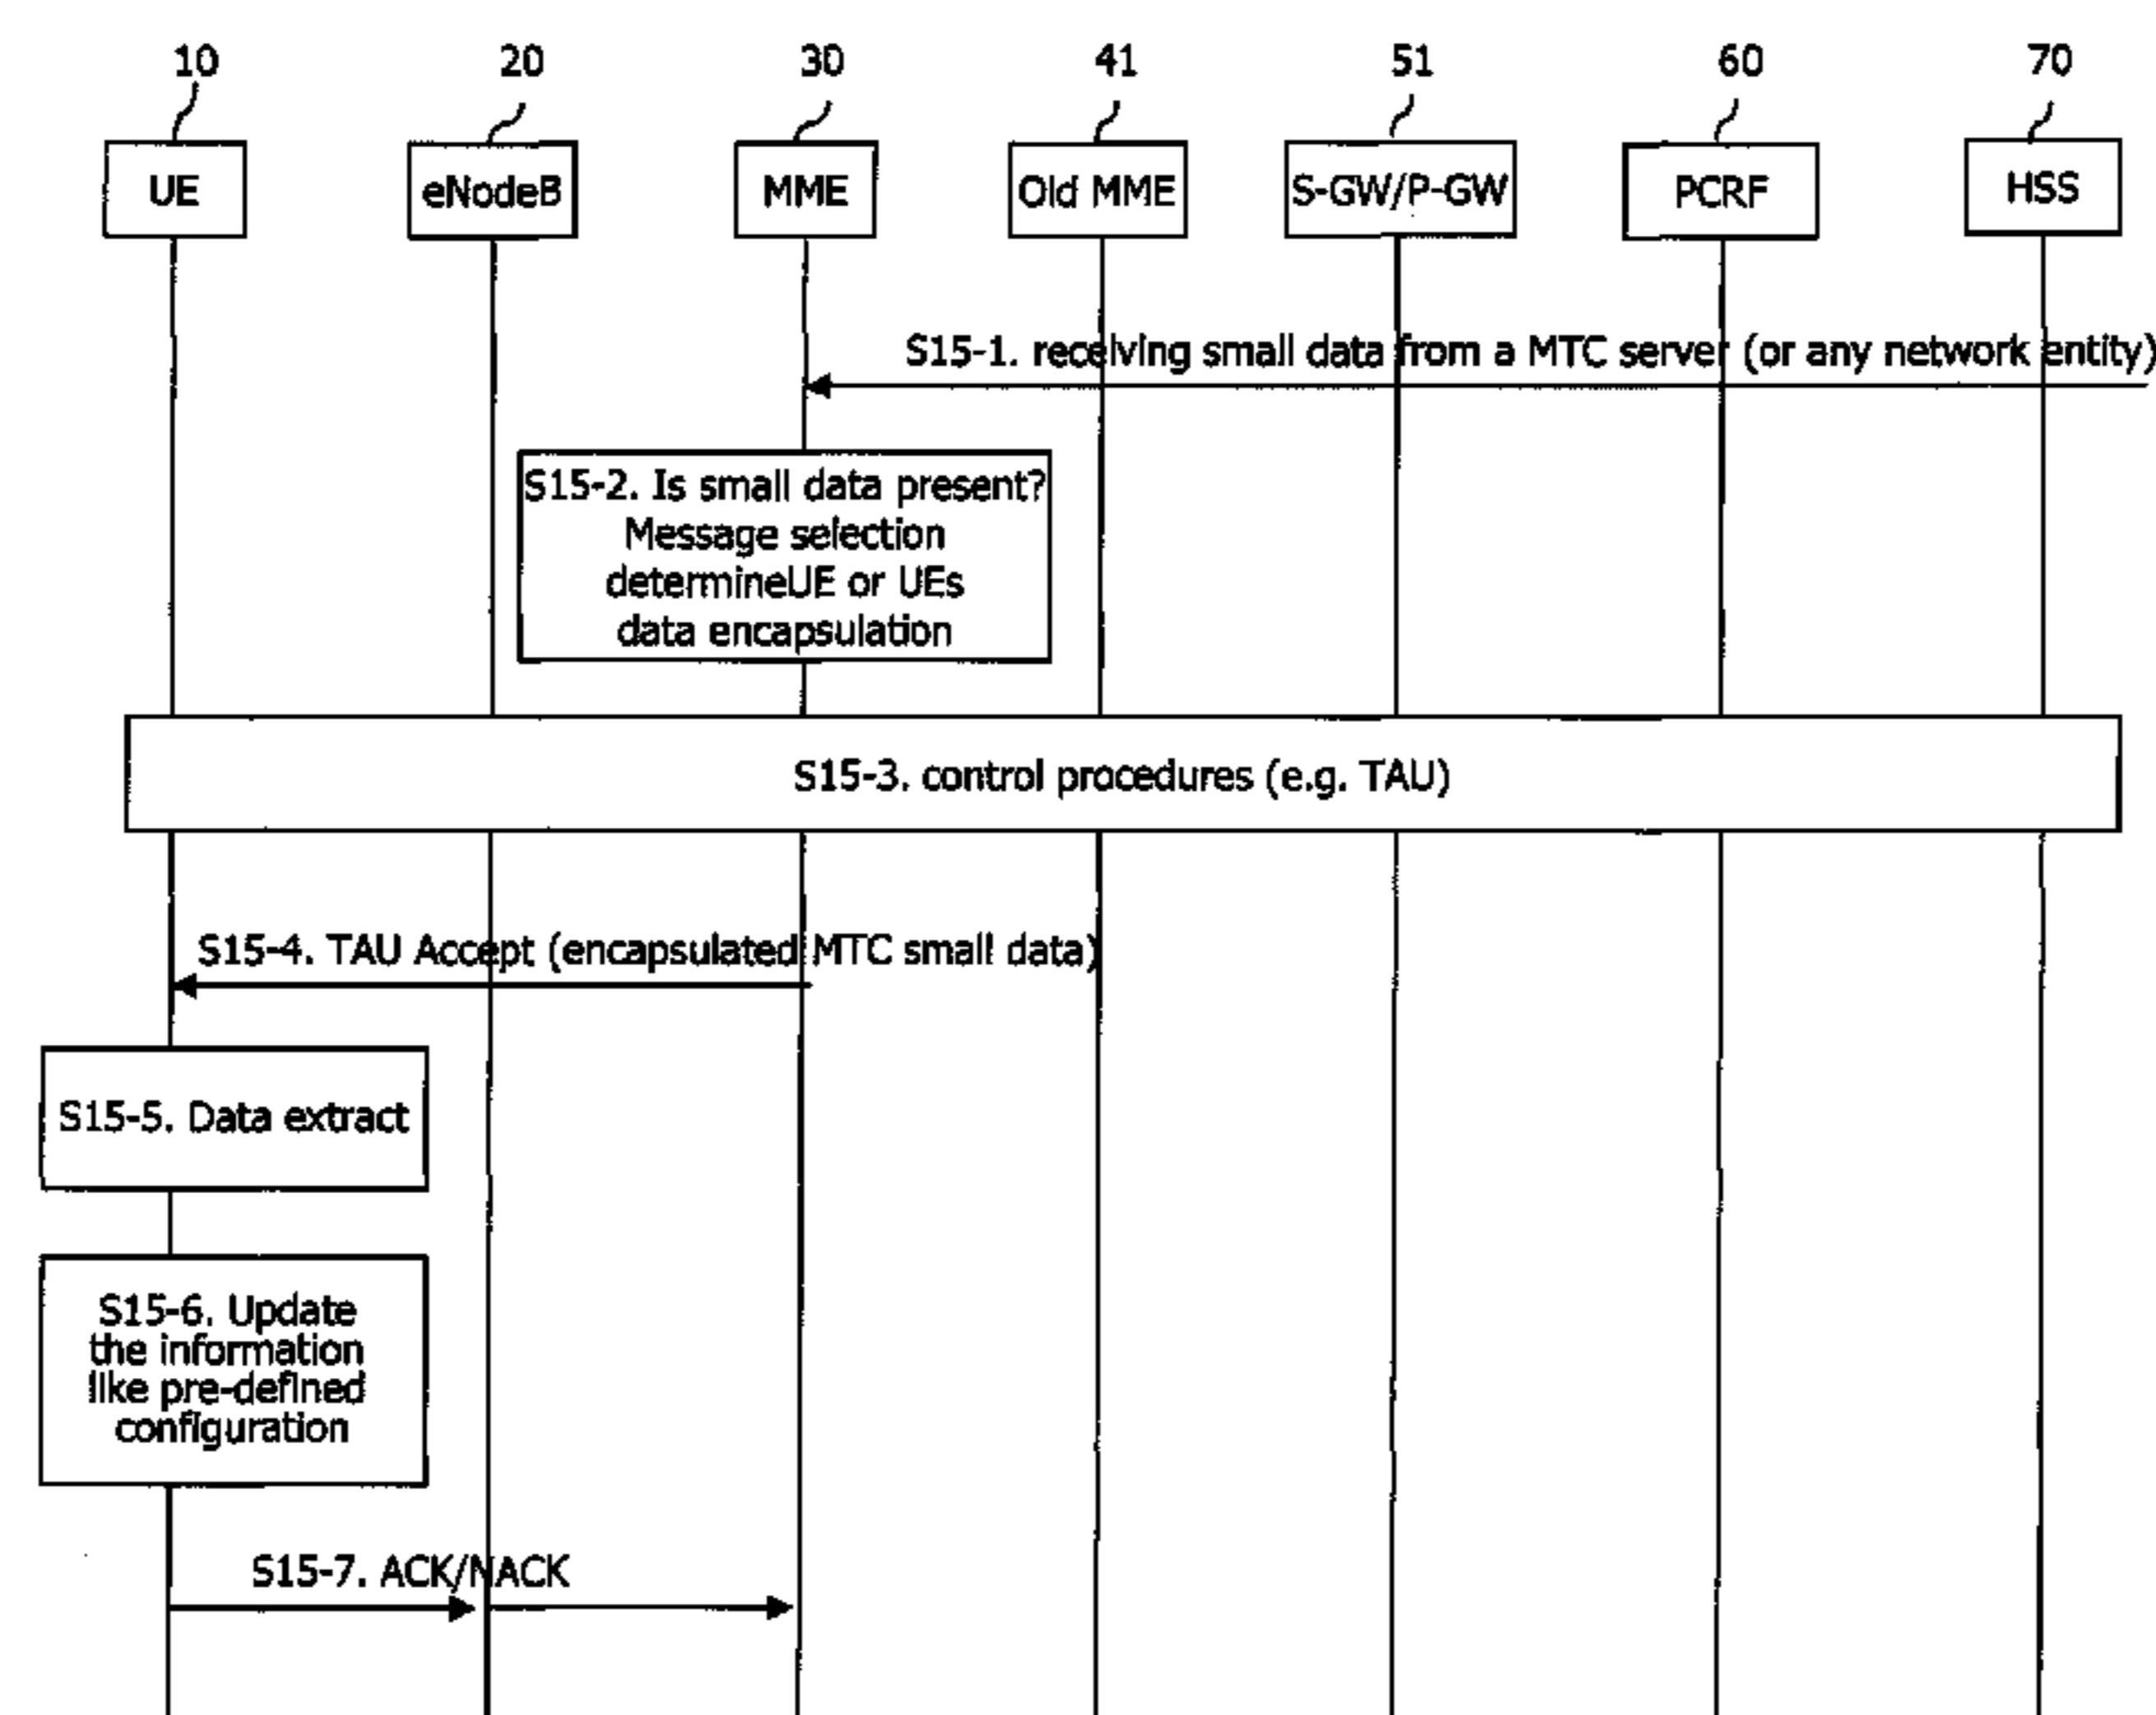 10 20 30 41 51 60 70
UE eNodeB MME Old MME S-GW/P-GW PCRF HSS
S15-1. receiving small data from a MTC server (or any network entity)
S15-2. Is small data present?
Message selection
determineUE or UEs
data encapsulation
S15-3. control procedures (e.g. TAU)
S15-4. TAU Accept (encapsulated MTC small data)
S15-5. Data extract
S15-6. Update
the information
like pre-defined
configuration
S15-7. ACK/NACK